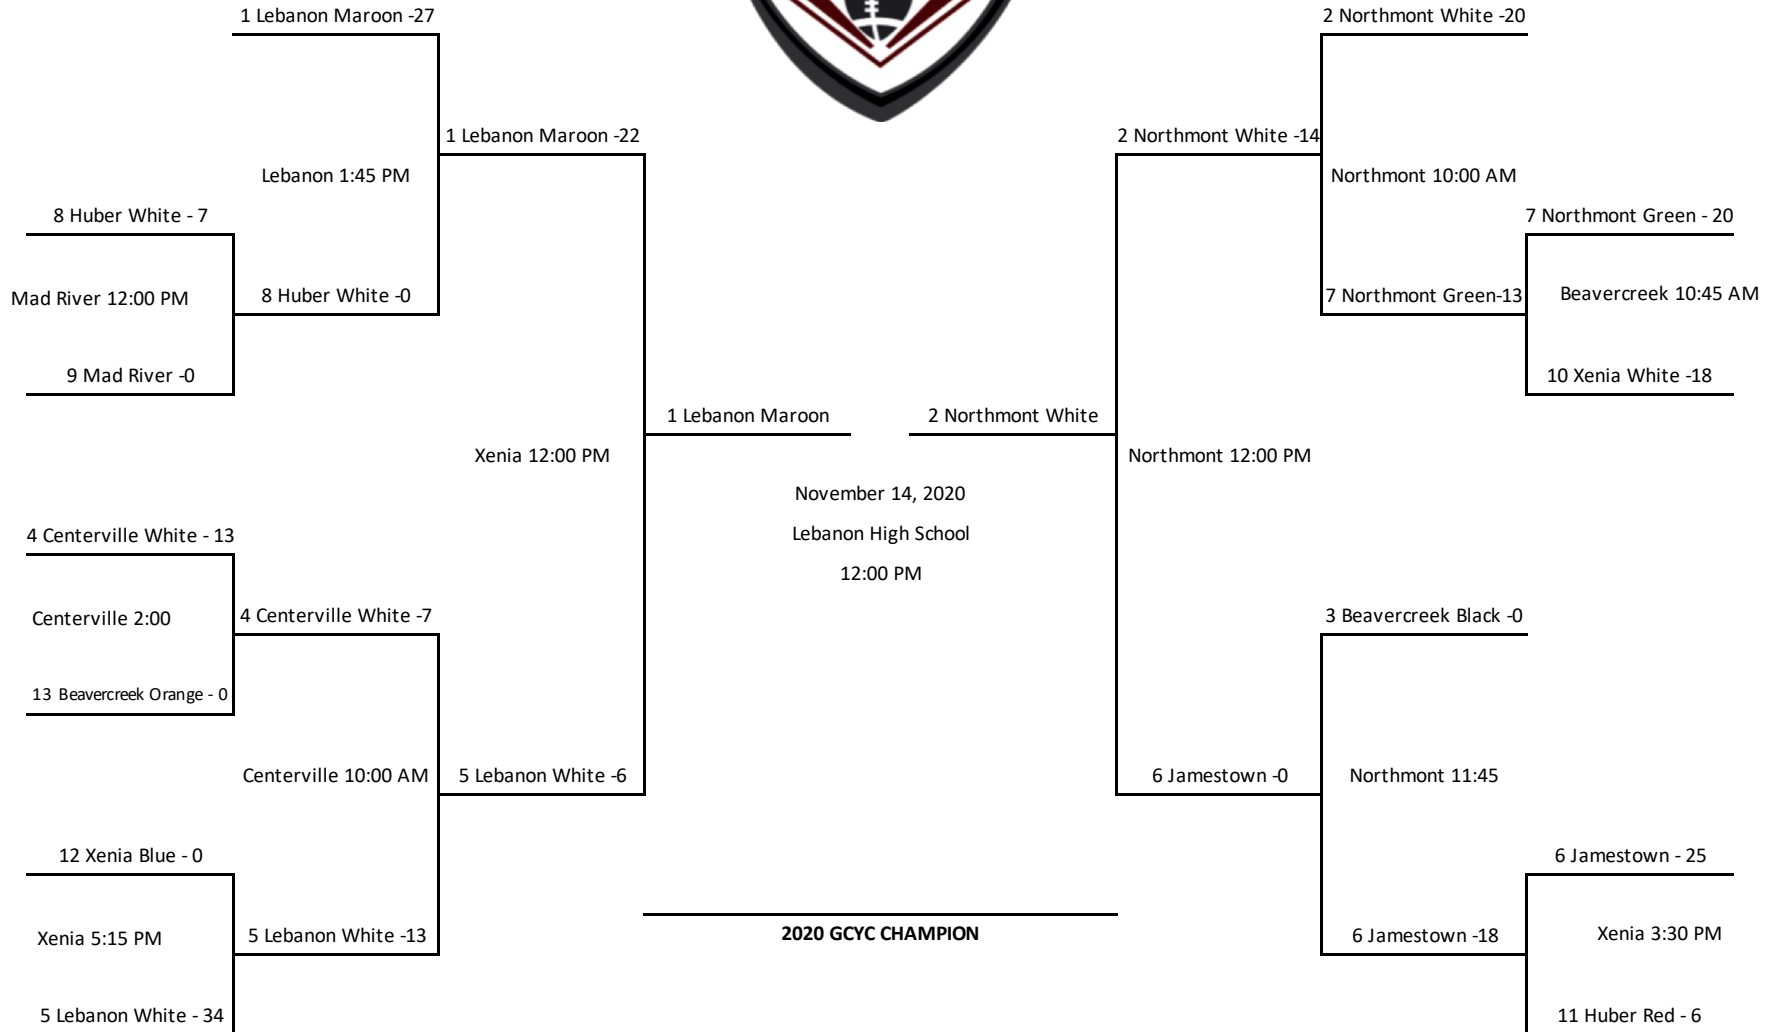 1 Lebanon Maroon -27
2 Northmont White -20
1 Lebanon Maroon -22
2 Northmont White -14
Lebanon 1:45 PM
Northmont 10:00 AM
8 Huber White - 7
7 Northmont Green - 20
Mad River 12:00 PM
8 Huber White -0
7 Northmont Green-13
Beavercreek 10:45 AM
9 Mad River -0
10 Xenia White -18
1 Lebanon Maroon
2 Northmont White
Xenia 12:00 PM
Northmont 12:00 PM
November 14, 2020
Lebanon High School
12:00 PM
4 Centerville White - 13
Centerville 2:00
4 Centerville White -7
3 Beavercreek Black -0
13 Beavercreek Orange - 0
Centerville 10:00 AM
5 Lebanon White -6
6 Jamestown -0
Northmont 11:45
12 Xenia Blue - 0
6 Jamestown - 25
Xenia 5:15 PM
5 Lebanon White -13
2020 GCYC CHAMPION
6 Jamestown -18
Xenia 3:30 PM
5 Lebanon White - 34
11 Huber Red - 6